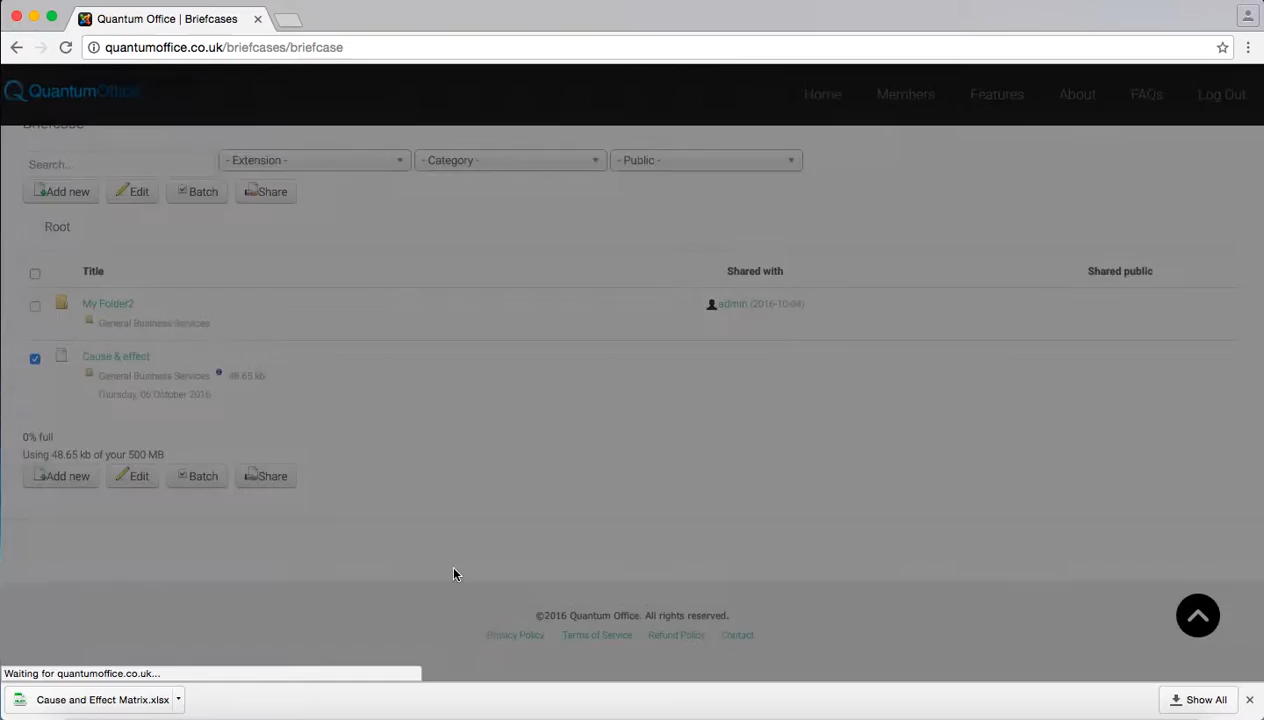 Quantum Office | Briefcases
quantumoffice.co.uk/briefcases/briefcase
QuantumOffice
Home Members Features About FAQs Log Out
Briefcase
Search... - Extension - - Category - - Public -
Add new Edit Batch Share
Root
Title Shared with Shared public
My Folder2 admin (2016-10-04)
General Business Services
Cause & effect
General Business Services 48.65 kb
Thursday, 06 October 2016
0% full
Using 48.65 kb of your 500 MB
Add new Edit Batch Share
©2016 Quantum Office. All rights reserved.
Privacy Policy Terms of Service Refund Policy Contact
Waiting for quantumoffice.co.uk...
Cause and Effect Matrix.xlsx Show All